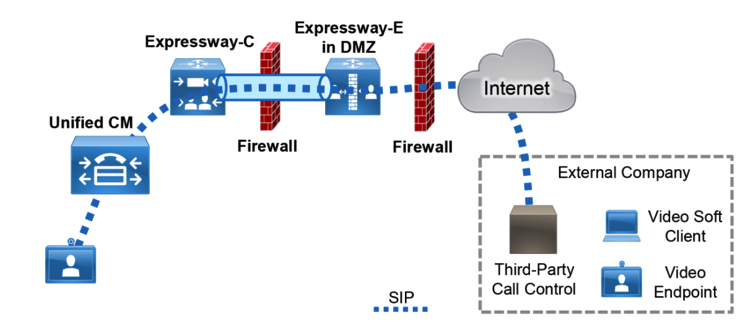 Expressway-C
Expressway-E
in DMZ
Internet
Unified CM
Firewall
Firewall
External Company
Video Soft
Client
Third-Party
Call Control
Video
Endpoint
SIP